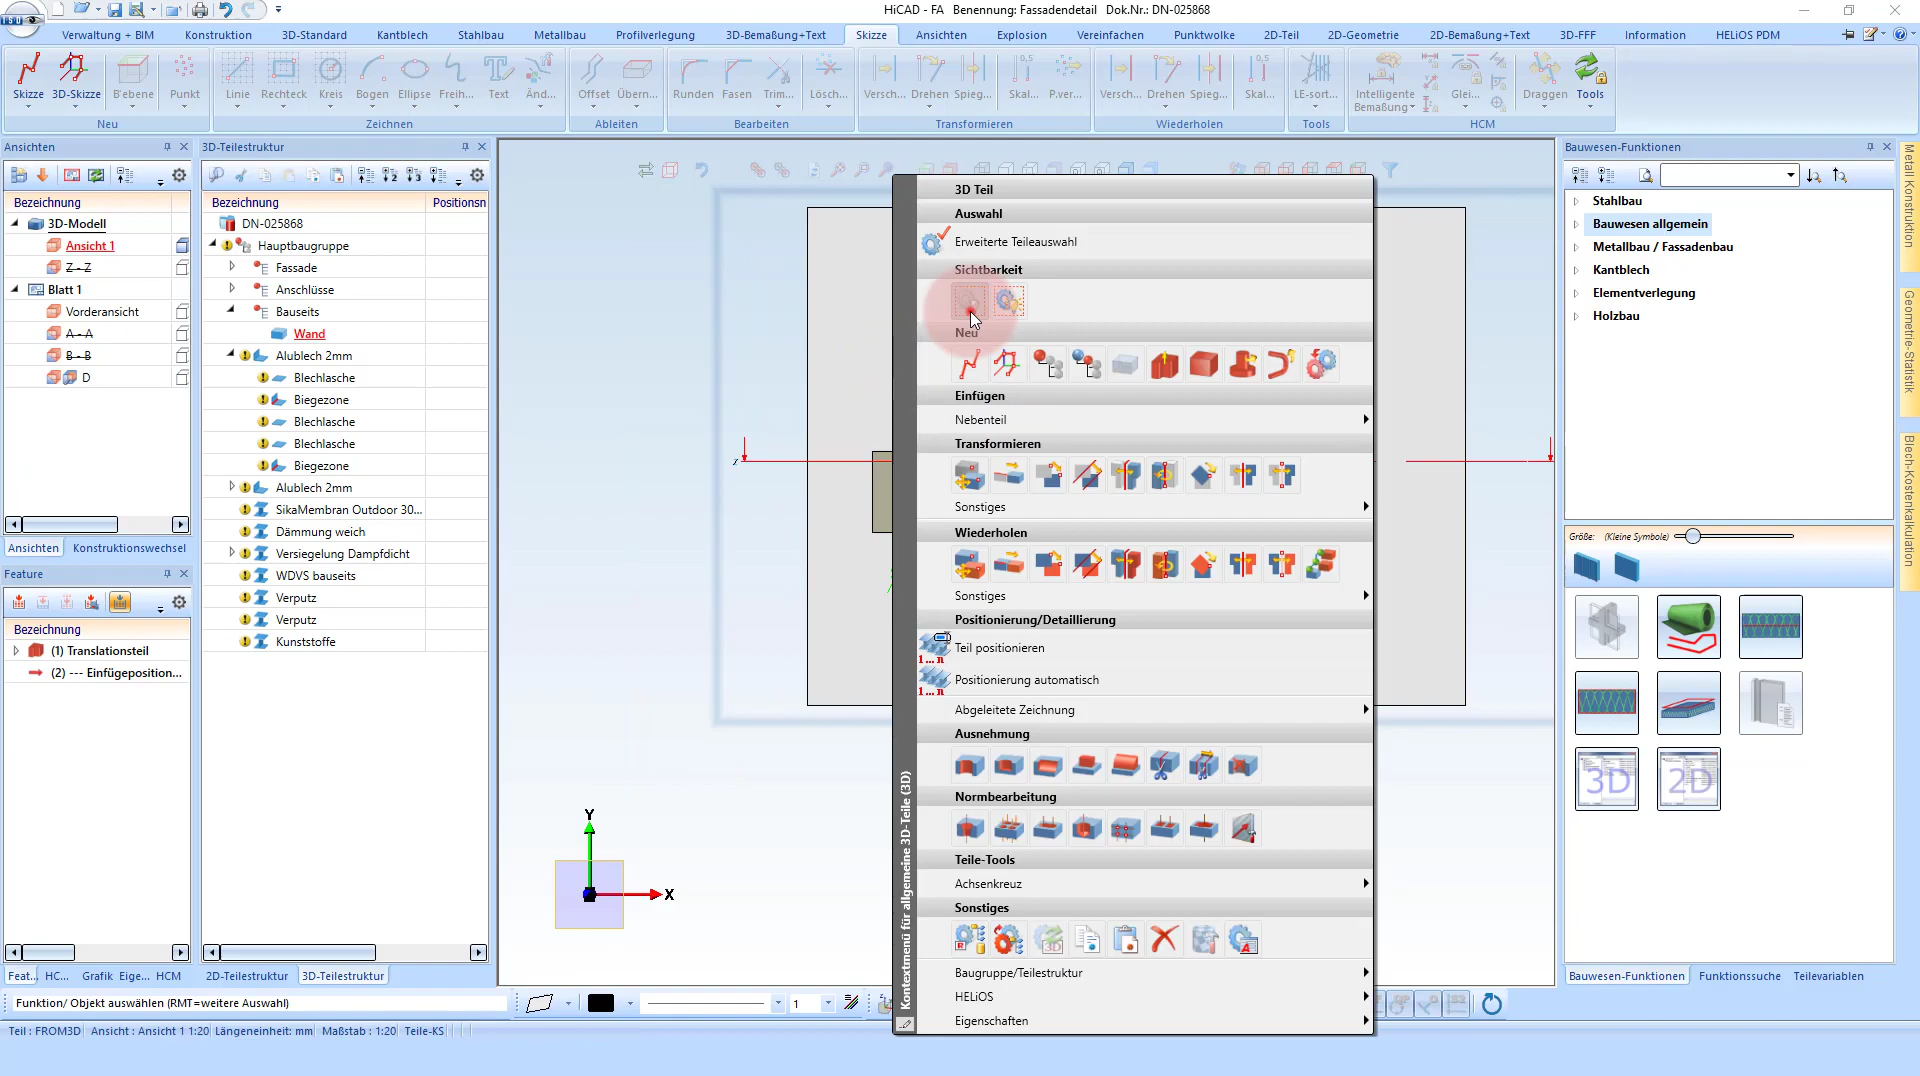 HiCAD - FA   Benennung: Fassadendetail   Dok.Nr.: DN-025868
Verwaltung + BIM   Konstruktion   3D-Standard   Kantblech   Stahlbau   Metallbau   Profilverlegung   3D-Bemaßung+Text   Skizze   Ansichten   Explosion   Vereinfachen   Punktwolke   2D-Teil   2D-Geometrie   2D-Bemaßung+Text   3D-FFF   Information   HELiOS PDM
Skizze   3D-Skizze   B'ebene   Punkt   Linie   Rechteck   Kreis   Bogen   Ellipse   Freih...   Text   Änd...   Offset   Übern...   Runden   Fasen   Trim...   Lösch...   Versch...   Drehen   Spieg...   Skal...   P.ver...   Versch...   Drehen   Spieg...   Skal...   LE-sort...   Intelligente Bemaßung   Glei...   Draggen   Tools
Neu   Zeichnen   Ableiten   Bearbeiten   Transformieren   Wiederholen   Tools   HCM
Ansichten
Bezeichnung
3D-Modell
Ansicht 1
Z - Z
Blatt 1
Vorderansicht
A - A
B - B
D
Ansichten   Konstruktionswechsel
Feature
Bezeichnung
(1) Translationsteil
(2) --- Einfügeposition...
Feat...   HC...   Grafik   Eige...   HCM
3D-Teilestruktur
Bezeichnung   Positionsn
DN-025868
Hauptbaugruppe
Fassade
Anschlüsse
Bauseits
Wand
Alublech 2mm
Blechlasche
Biegezone
Blechlasche
Blechlasche
Biegezone
Alublech 2mm
SikaMembran Outdoor 30...
Dämmung weich
Versiegelung Dampfdicht
WDVS bauseits
Verputz
Verputz
Kunststoffe
2D-Teilestruktur   3D-Teilestruktur
z
Y
X
3D Teil
Auswahl
Erweiterte Teileauswahl
Sichtbarkeit
Neu
Einfügen
Nebenteil
Transformieren
Sonstiges
Wiederholen
Sonstiges
Positionierung/Detaillierung
Teil positionieren
Positionierung automatisch
Abgeleitete Zeichnung
Ausnehmung
Normbearbeitung
Teile-Tools
Achsenkreuz
Sonstiges
Baugruppe/Teilestruktur
HELiOS
Eigenschaften
Kontextmenü für allgemeine 3D-Teile (3D)
Bauwesen-Funktionen
Stahlbau
Bauwesen allgemein
Metallbau / Fassadenbau
Kantblech
Elementverlegung
Holzbau
Größe:   (Kleine Symbole)
3D   2D
Bauwesen-Funktionen   Funktionssuche   Teilevariablen
Metall Konstruktion
Geometrie-Statistik
Blech-Kostenkalkulation
Funktion/ Objekt auswählen (RMT=weitere Auswahl)   1
Teil : FROM3D   Ansicht : Ansicht 1 1:20   Längeneinheit: mm   Maßstab : 1:20   Teile-KS